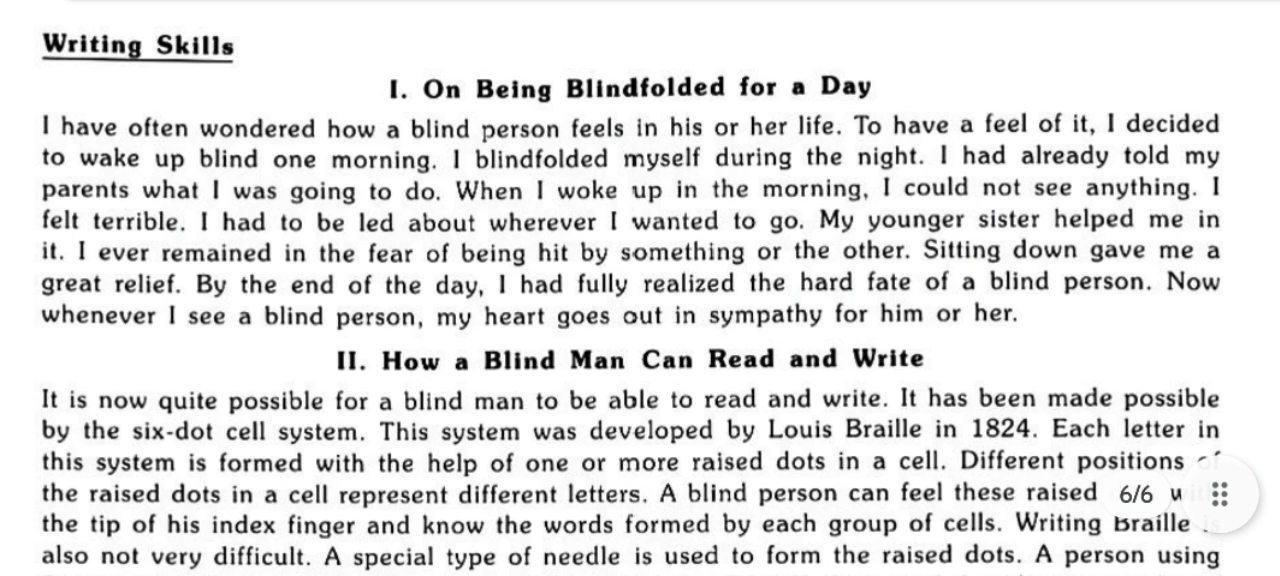 Writing Skills
I. On Being Blindfolded for a Day
I have often wondered how a blind person feels in his or her life. To have a feel of it, I decided
to wake up blind one morning. I blindfolded myself during the night. I had already told my
parents what I was going to do. When I woke up in the morning, I could not see anything. I
felt terrible. I had to be led about wherever I wanted to go. My younger sister helped me in
it. I ever remained in the fear of being hit by something or the other. Sitting down gave me a
great relief. By the end of the day, I had fully realized the hard fate of a blind person. Now
whenever I see a blind person, my heart goes out in sympathy for him or her.
II. How a Blind Man Can Read and Write
It is now quite possible for a blind man to be able to read and write. It has been made possible
by the six-dot cell system. This system was developed by Louis Braille in 1824. Each letter in
this system is formed with the help of one or more raised dots in a cell. Different positions of
the raised dots in a cell represent different letters. A blind person can feel these raised 6/6
the tip of his index finger and know the words formed by each group of cells. Writing Braille is
also not very difficult. A special type of needle is used to form the raised dots. A person using